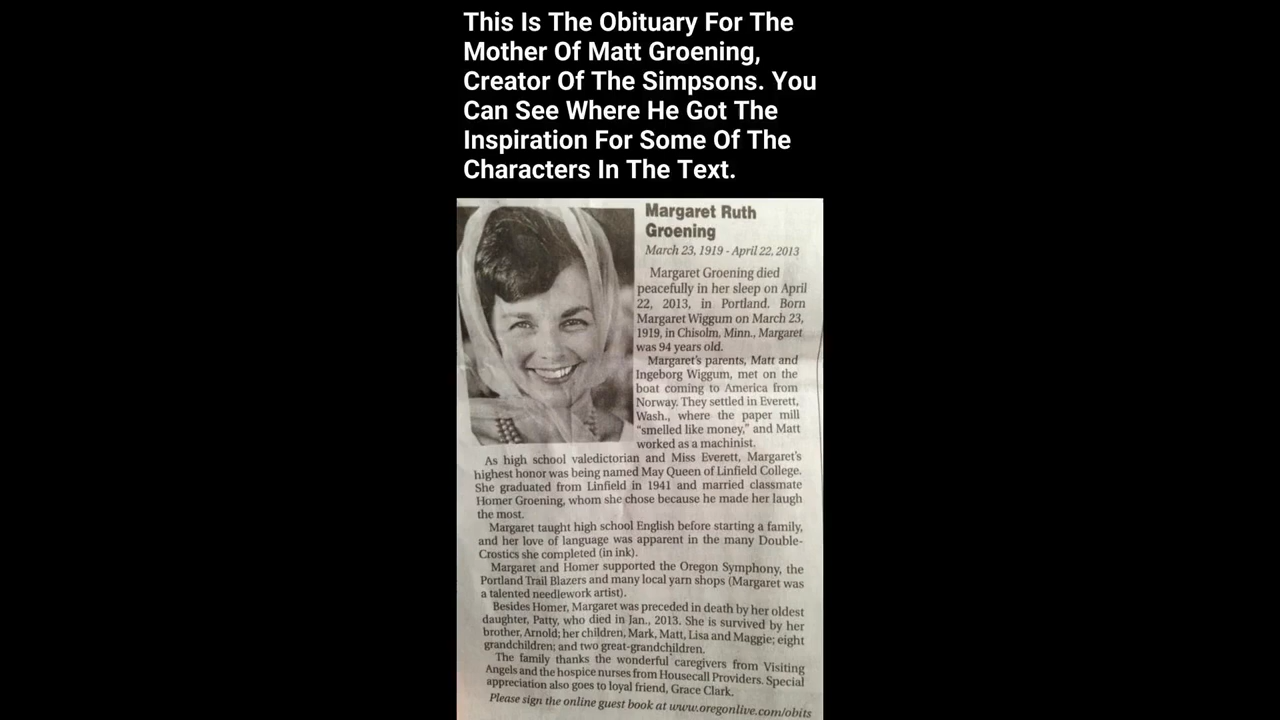 This Is The Obituary For The
Mother Of Matt Groening,
Creator Of The Simpsons. You
Can See Where He Got The
Inspiration For Some Of The
Characters In The Text.
Margaret Ruth
Groening
March 23, 1919 - April 22, 2013
Margaret Groening died
peacefully in her sleep on April
22, 2013, in Portland. Born
Margaret Wiggum on March 23,
1919, in Chisolm, Minn., Margaret
was 94 years old.
Margaret's parents, Matt and
Ingeborg Wiggum, met on the
boat coming to America from
Norway. They settled in Everett,
Wash., where the paper mill
"smelled like money," and Matt
worked as a machinist.
As high school valedictorian and Miss Everett, Margaret's
highest honor was being named May Queen of Linfield College.
She graduated from Linfield in 1941 and married classmate
Homer Groening, whom she chose because he made her laugh
the most.
Margaret taught high school English before starting a family,
and her love of language was apparent in the many Double-
Crostics she completed (in ink).
Margaret and Homer supported the Oregon Symphony, the
Portland Trail Blazers and many local yarn shops (Margaret was
a talented needlework artist).
Besides Homer, Margaret was preceded in death by her oldest
daughter, Patty, who died in Jan., 2013. She is survived by her
brother, Arnold; her children, Mark, Matt, Lisa and Maggie; eight
grandchildren; and two great-grandchildren.
The family thanks the wonderful caregivers from Visiting
Angels and the hospice nurses from Housecall Providers. Special
appreciation also goes to loyal friend, Grace Clark.
Please sign the online guest book at www.oregonlive.com/obits